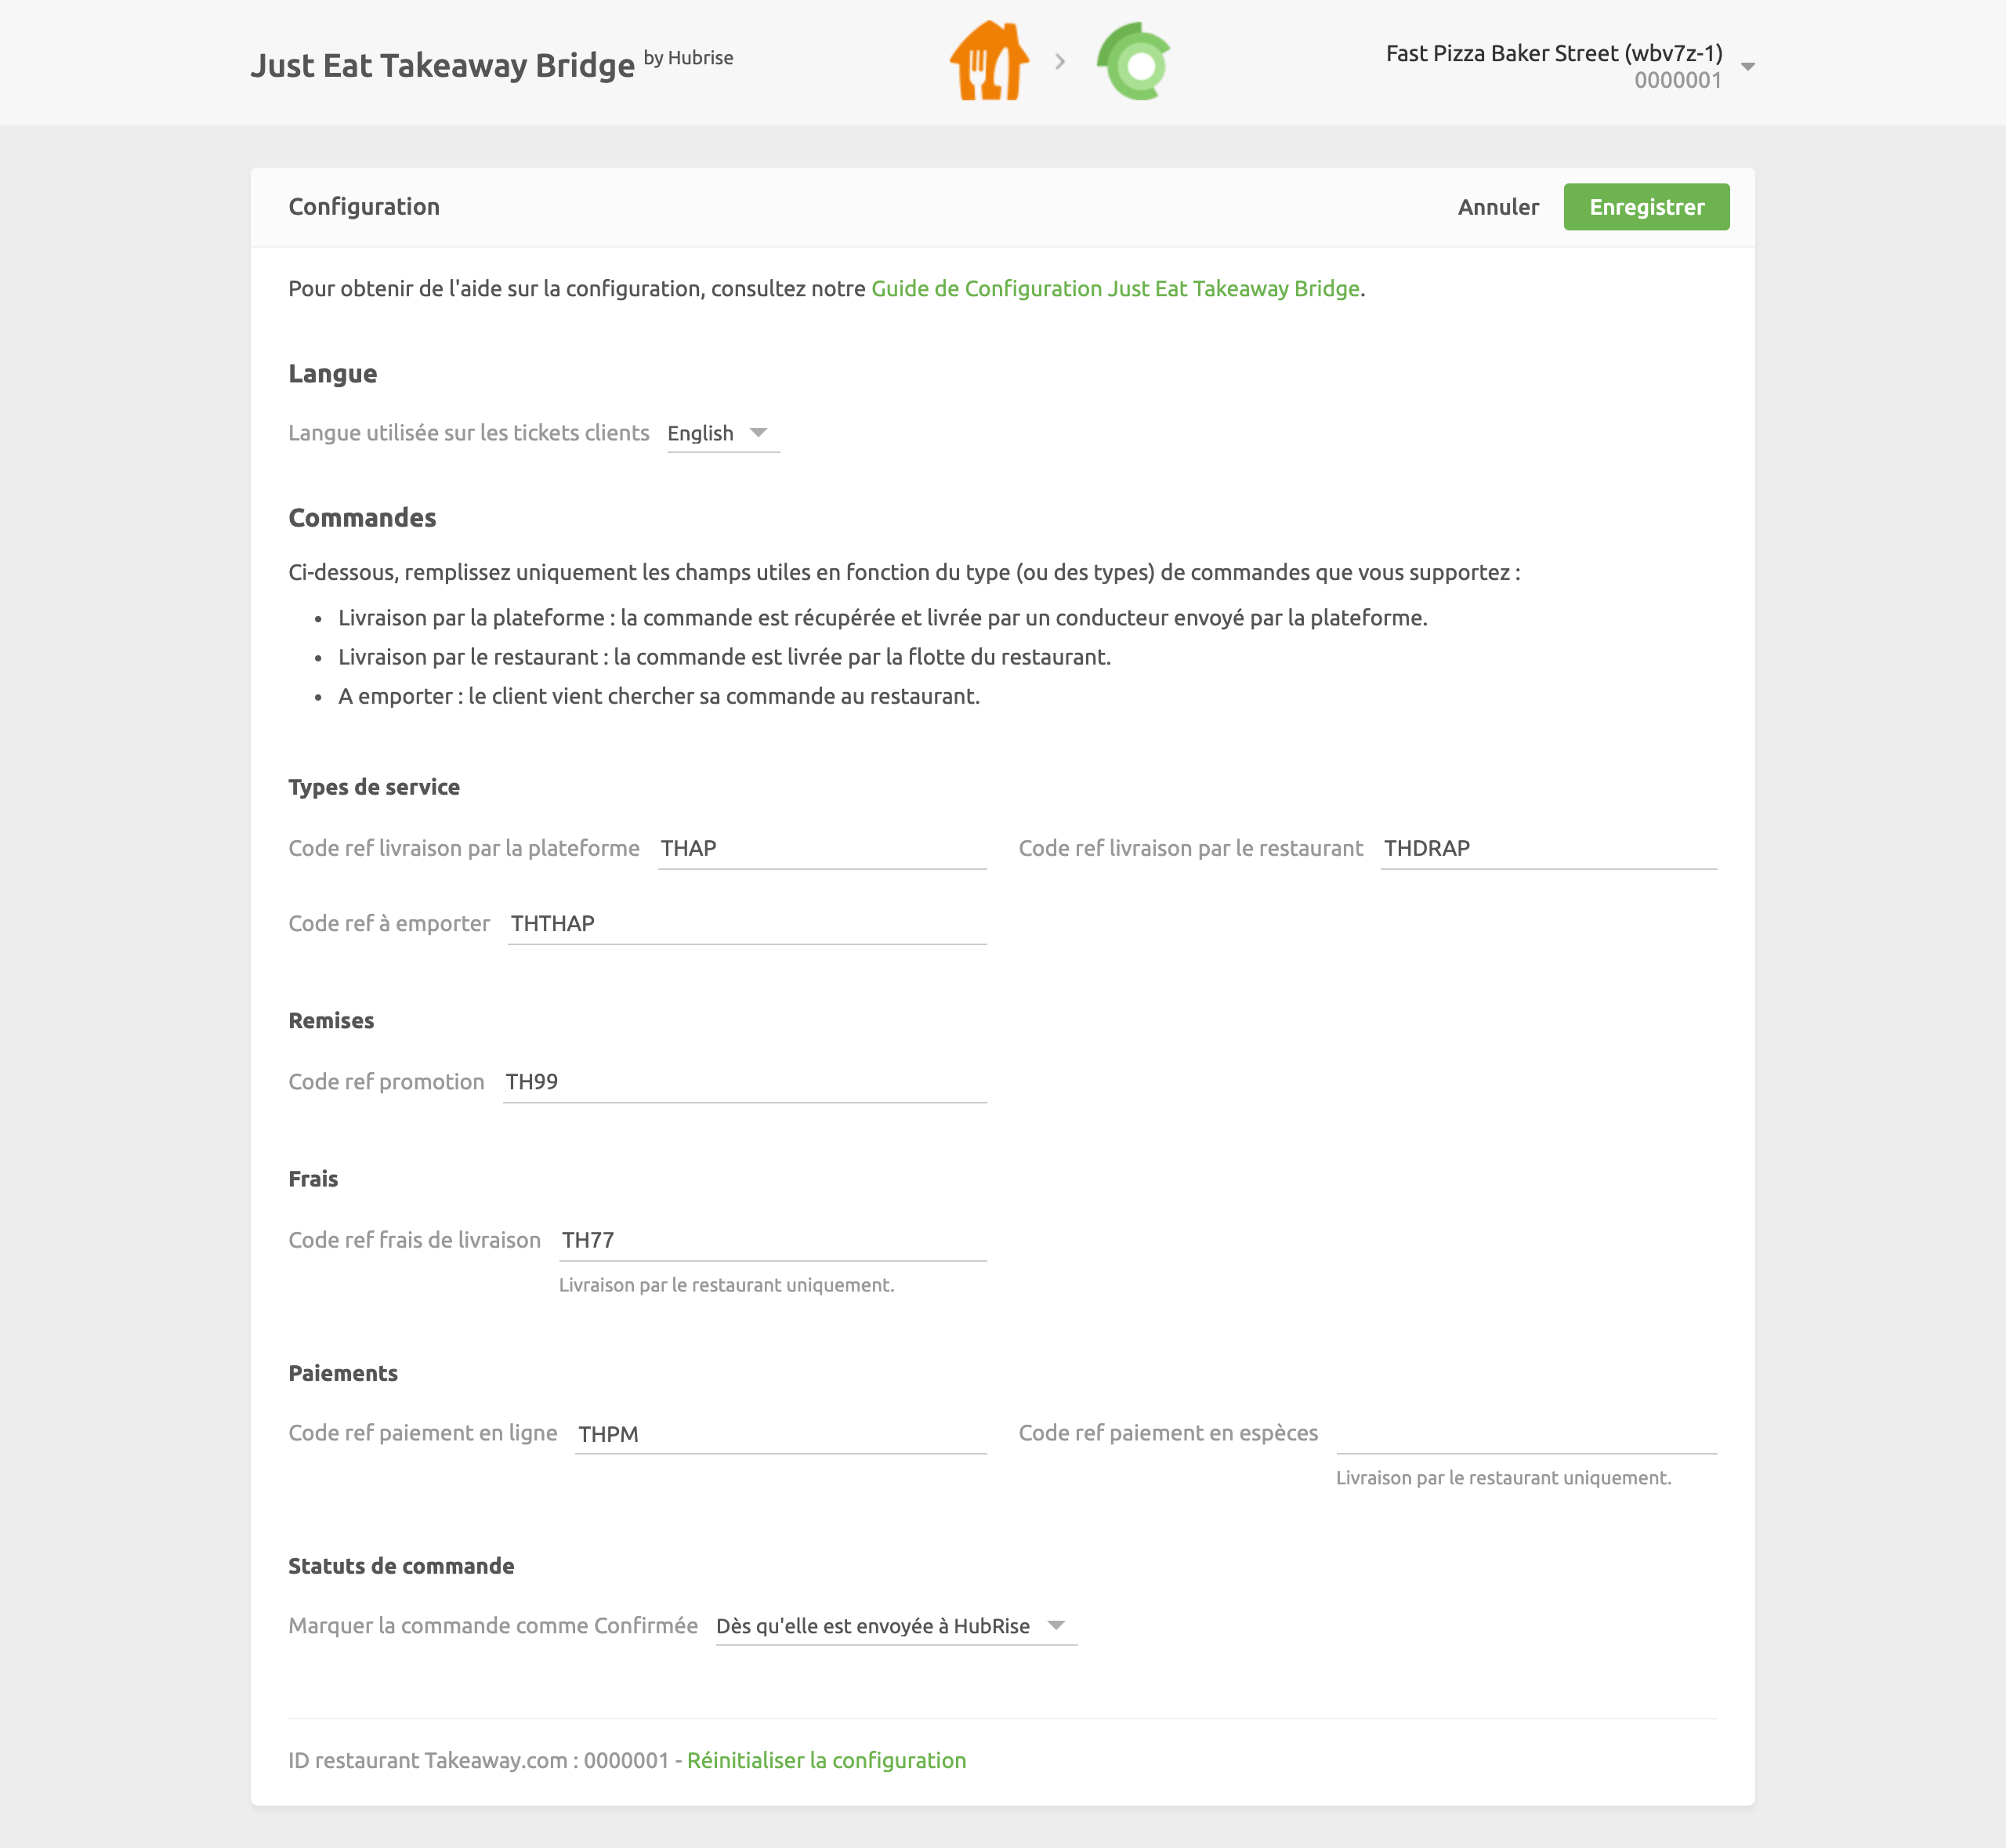 Just Eat Takeaway Bridge by Hubrise
Fast Pizza Baker Street (wbv7z-1)
0000001
Configuration
Annuler
Enregistrer
Pour obtenir de l'aide sur la configuration, consultez notre Guide de Configuration Just Eat Takeaway Bridge.
Langue
Langue utilisée sur les tickets clients English
Commandes
Ci-dessous, remplissez uniquement les champs utiles en fonction du type (ou des types) de commandes que vous supportez :
• Livraison par la plateforme : la commande est récupérée et livrée par un conducteur envoyé par la plateforme.
• Livraison par le restaurant : la commande est livrée par la flotte du restaurant.
• A emporter : le client vient chercher sa commande au restaurant.
Types de service
Code ref livraison par la plateforme THAP
Code ref livraison par le restaurant THDRAP
Code ref à emporter THTHAP
Remises
Code ref promotion TH99
Frais
Code ref frais de livraison TH77
Livraison par le restaurant uniquement.
Paiements
Code ref paiement en ligne THPM
Code ref paiement en espèces
Livraison par le restaurant uniquement.
Statuts de commande
Marquer la commande comme Confirmée Dès qu'elle est envoyée à HubRise
ID restaurant Takeaway.com : 0000001 - Réinitialiser la configuration